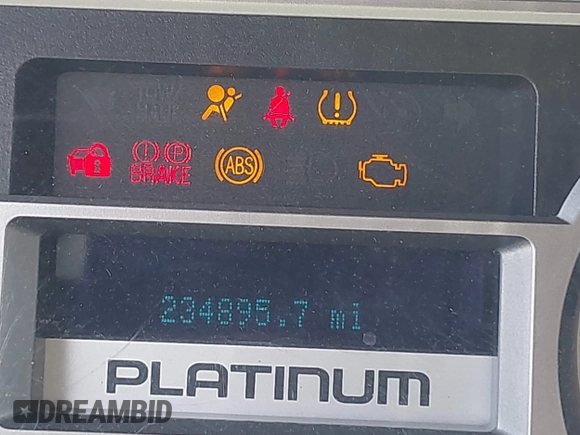 ! P
BRAKE
ABS
!
234895.7 mi
PLATINUM
DREAMBID